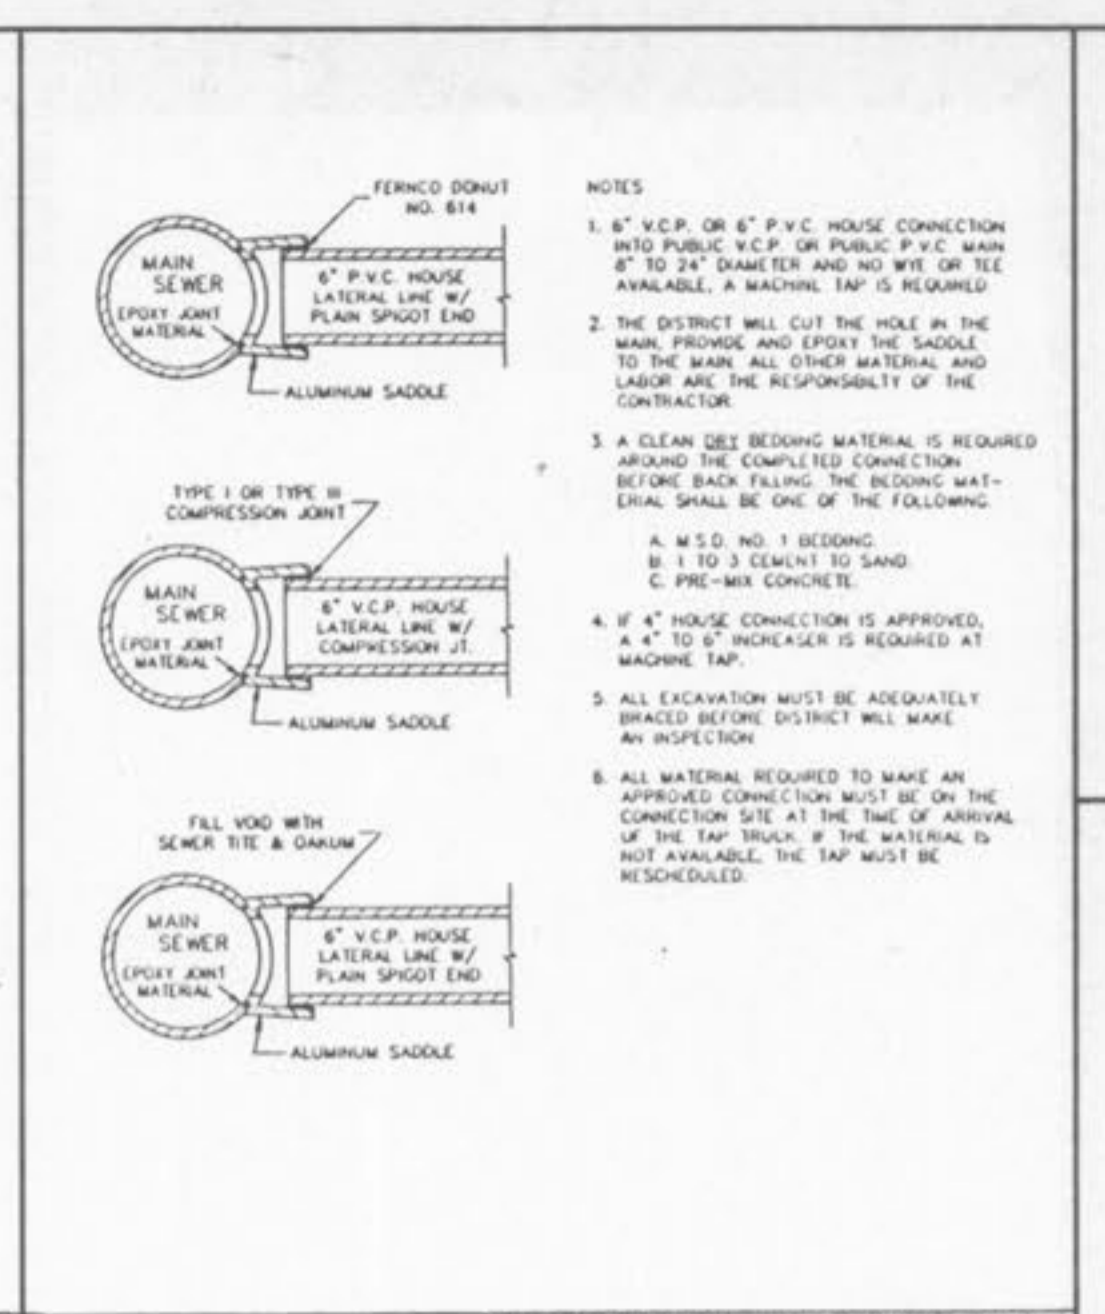 FERNCO DONUT
NO. 614
MAIN
SEWER
EPOXY JOINT
MATERIAL
6" P.V.C. HOUSE
LATERAL LINE W/
PLAIN SPIGOT END
ALUMINUM SADDLE
TYPE I OR TYPE III
COMPRESSION JOINT
MAIN
SEWER
EPOXY JOINT
MATERIAL
6" V.C.P. HOUSE
LATERAL LINE W/
COMPRESSION JT.
ALUMINUM SADDLE
FILL VOID WITH
SEWER TITE & OAKUM
MAIN
SEWER
EPOXY JOINT
MATERIAL
6" V.C.P. HOUSE
LATERAL LINE W/
PLAIN SPIGOT END
ALUMINUM SADDLE
NOTES
1. 6" V.C.P. OR 6" P.V.C. HOUSE CONNECTION
INTO PUBLIC V.C.P. OR PUBLIC P.V.C. MAIN
8" TO 24" DIAMETER AND NO WYE OR TEE
AVAILABLE, A MACHINE TAP IS REQUIRED
2. THE DISTRICT WILL CUT THE HOLE IN THE
MAIN, PROVIDE AND EPOXY THE SADDLE
TO THE MAIN. ALL OTHER MATERIAL AND
LABOR ARE THE RESPONSIBILTY OF THE
CONTRACTOR.
3. A CLEAN DRY BEDDING MATERIAL IS REQUIRED
AROUND THE COMPLETED CONNECTION
BEFORE BACK FILLING. THE BEDDING MAT-
ERIAL SHALL BE ONE OF THE FOLLOWING.
A. M.S.D. NO. 1 BEDDING.
B. 1 TO 3 CEMENT TO SAND.
C. PRE-MIX CONCRETE.
4. IF 4" HOUSE CONNECTION IS APPROVED,
A 4" TO 6" INCREASER IS REQUIRED AT
MACHINE TAP.
5. ALL EXCAVATION MUST BE ADEQUATELY
BRACED BEFORE DISTRICT WILL MAKE
AN INSPECTION
6. ALL MATERIAL REQUIRED TO MAKE AN
APPROVED CONNECTION MUST BE ON THE
CONNECTION SITE AT THE TIME OF ARRIVAL
OF THE TAP TRUCK. IF THE MATERIAL IS
NOT AVAILABLE, THE TAP MUST BE
RESCHEDULED.